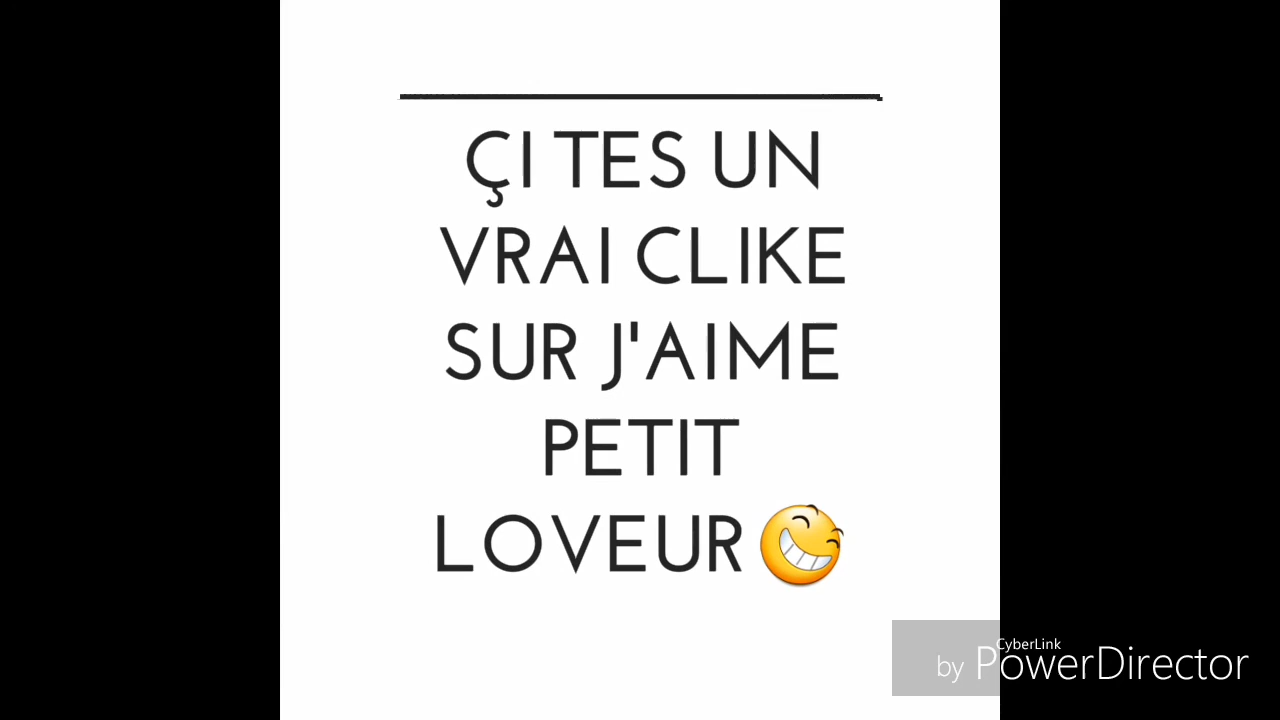 ÇI TES UN
VRAI CLIKE
SUR J'AIME
PETIT
LOVEUR
CyberLink
by PowerDirector